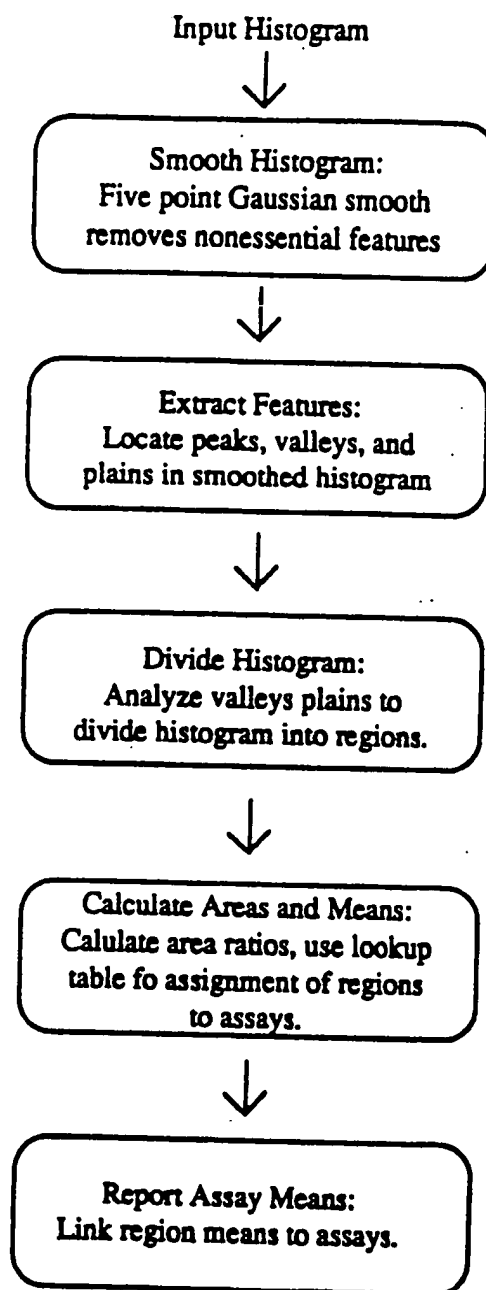 Input Histogram
Smooth Histogram:
Five point Gaussian smooth
removes nonessential features
Extract Features:
Locate peaks, valleys, and
plains in smoothed histogram
Divide Histogram:
Analyze valleys plains to
divide histogram into regions.
Calculate Areas and Means:
Calulate area ratios, use lookup
table fo assignment of regions
to assays.
Report Assay Means:
Link region means to assays.